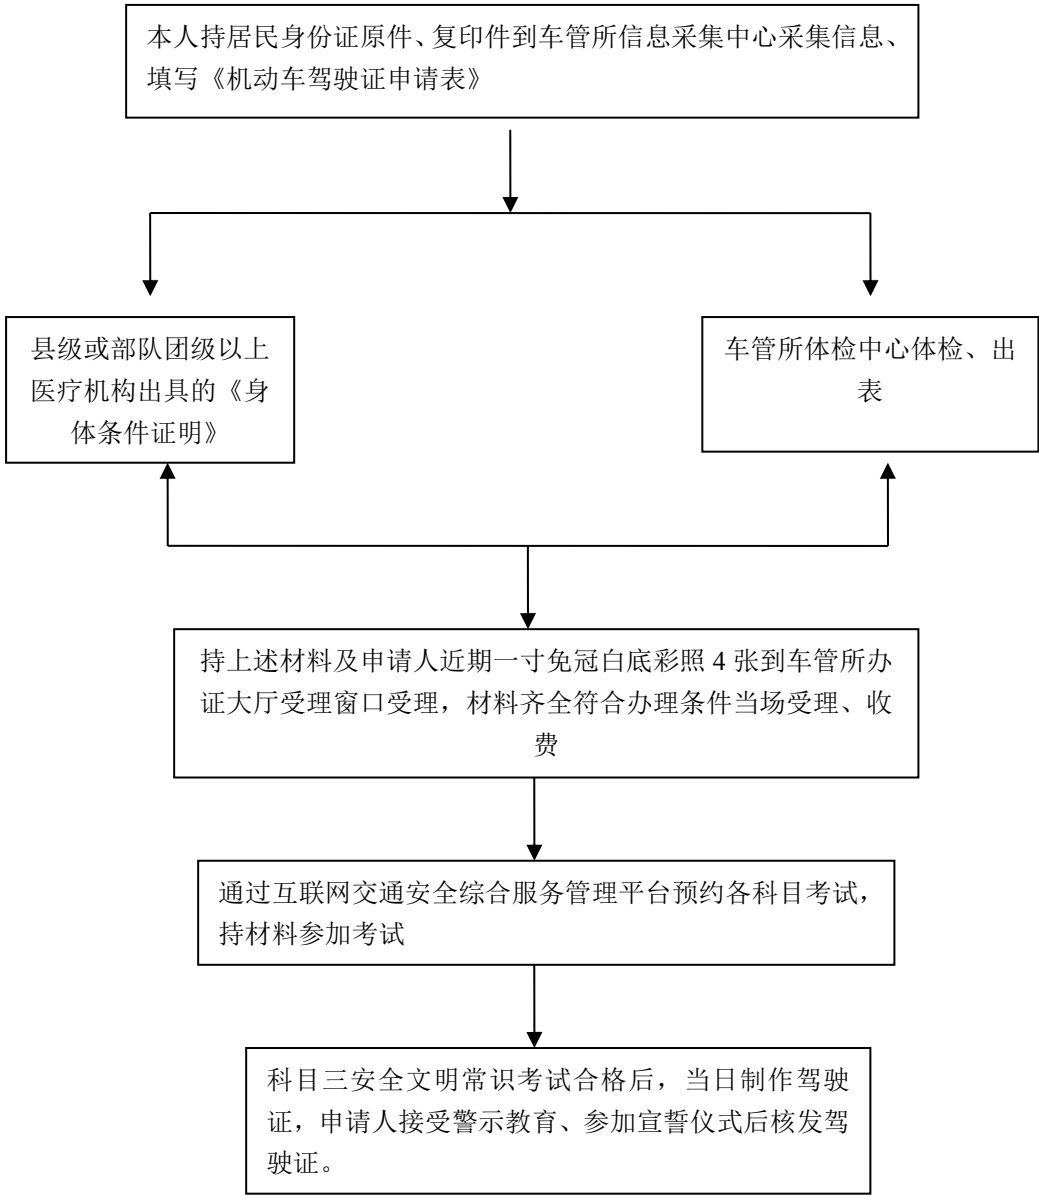 本人持居民身份证原件、复印件到车管所信息采集中心采集信息、
填写《机动车驾驶证申请表》
县级或部队团级以上
医疗机构出具的《身
体条件证明》
车管所体检中心体检、出
表
持上述材料及申请人近期一寸免冠白底彩照 4 张到车管所办
证大厅受理窗口受理，材料齐全符合办理条件当场受理、收
费
通过互联网交通安全综合服务管理平台预约各科目考试，
持材料参加考试
科目三安全文明常识考试合格后，当日制作驾驶
证，申请人接受警示教育、参加宣誓仪式后核发驾
驶证。